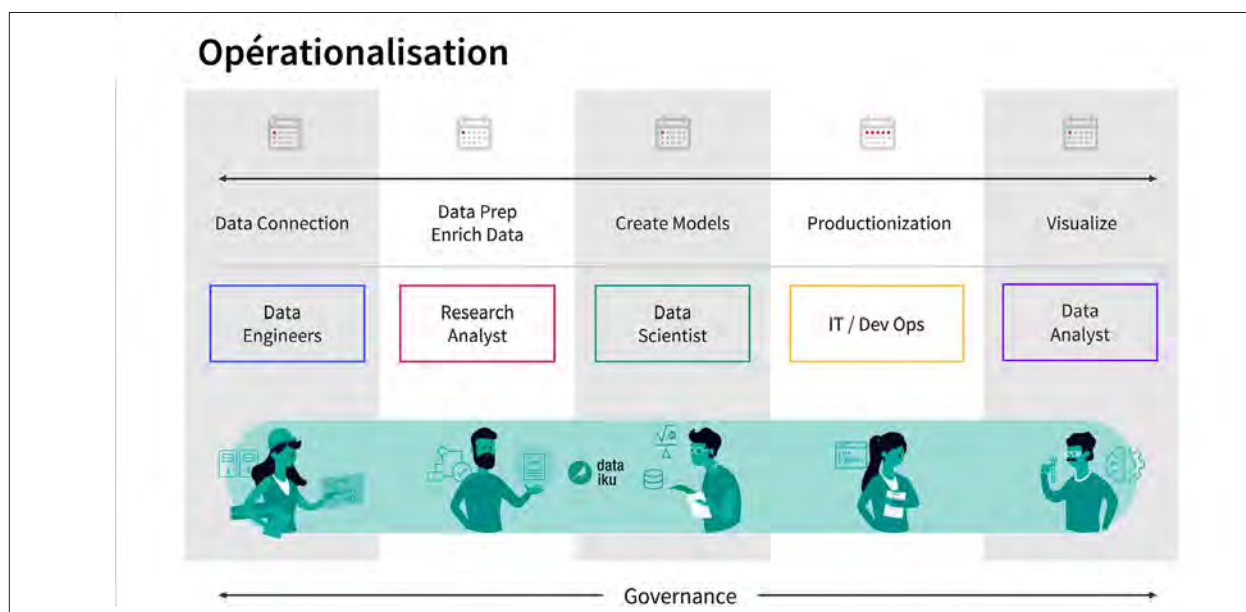 Opérationalisation
Data Connection
Data Prep
Enrich Data
Create Models
Productionization
Visualize
Data
Engineers
Research
Analyst
Data
Scientist
IT / Dev Ops
Data
Analyst
data
iku
Governance